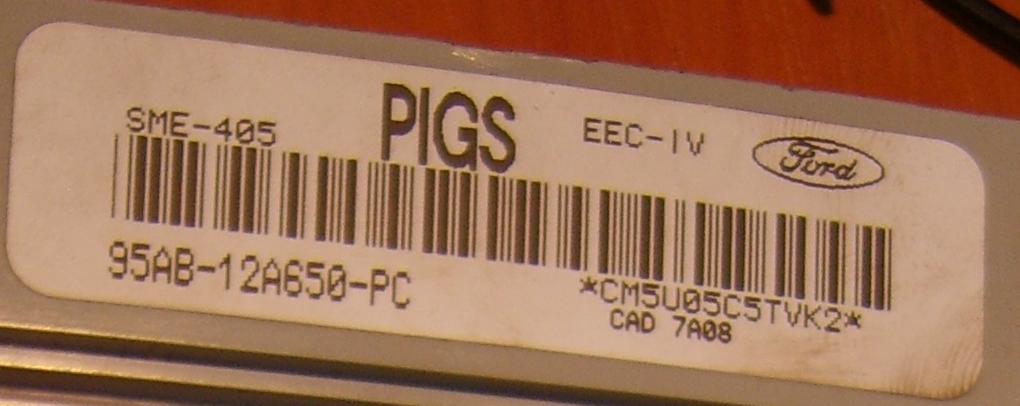 SME-405 PIGS EEC-IV Ford
95AB-12A650-PC *CM5U05C5TVK2*
CAD 7A08